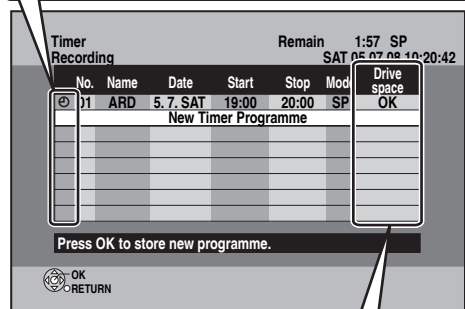 Timer
Recording
Remain 1:57 SP
SAT 05.07.08 10:20:42
No. Name Date Start Stop Mode Drive space
01 ARD 5. 7. SAT 19:00 20:00 SP OK
New Timer Programme
Press OK to store new programme.
OK
RETURN